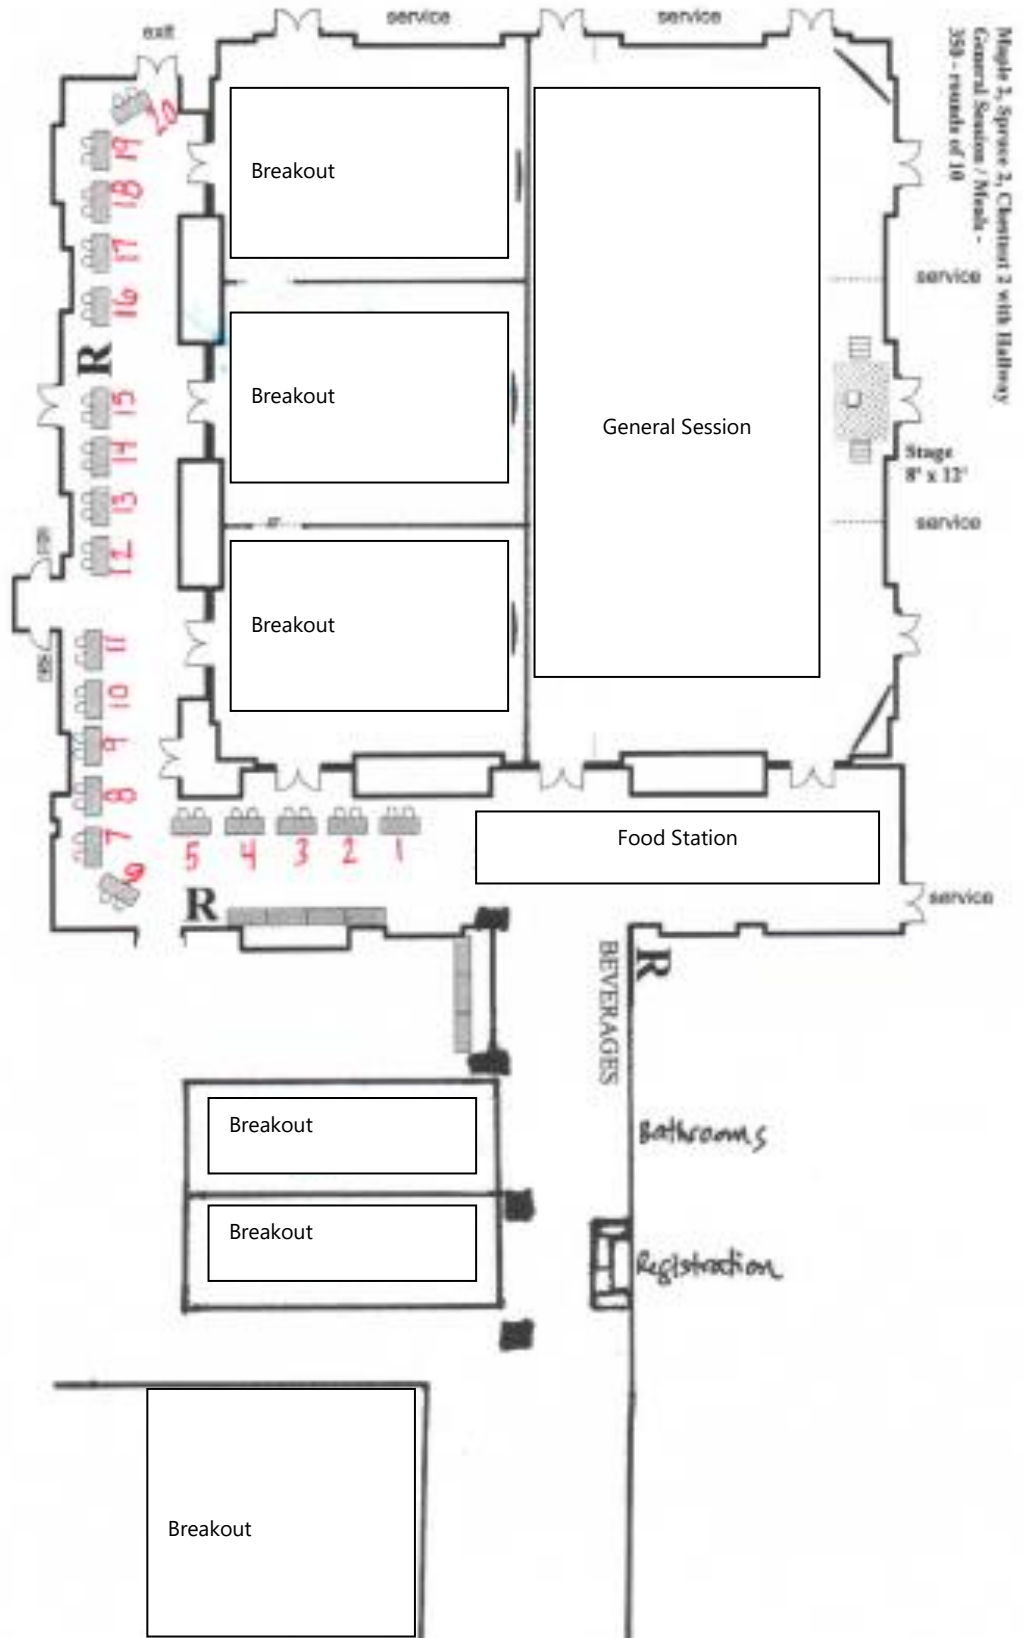 service
service
exit
Maple 2, Spruce 2, Chestnut 2 with Hallway
General Session / Meals -
350 - rounds of 10
20
19
18
17
16
R
15
14
13
12
11
10
9
8
7
6
Breakout
Breakout
Breakout
General Session
service
Stage
8' x 12'
service
5
4
3
2
1
Food Station
R
service
R
BEVERAGES
Breakout
Bathrooms
Breakout
Registration
Breakout